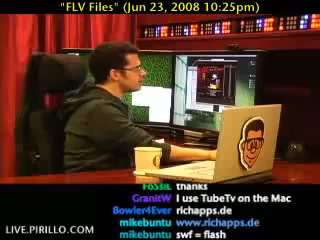 "FLV Files" (Jun 23, 2008 10:25pm)
FossiL thanks
GranitW I use TubeTv on the Mac
Bowler4Ever richapps.de
mikebuntu www.richapps.de
LIVE.PIRILLO.COM mikebuntu swf = flash